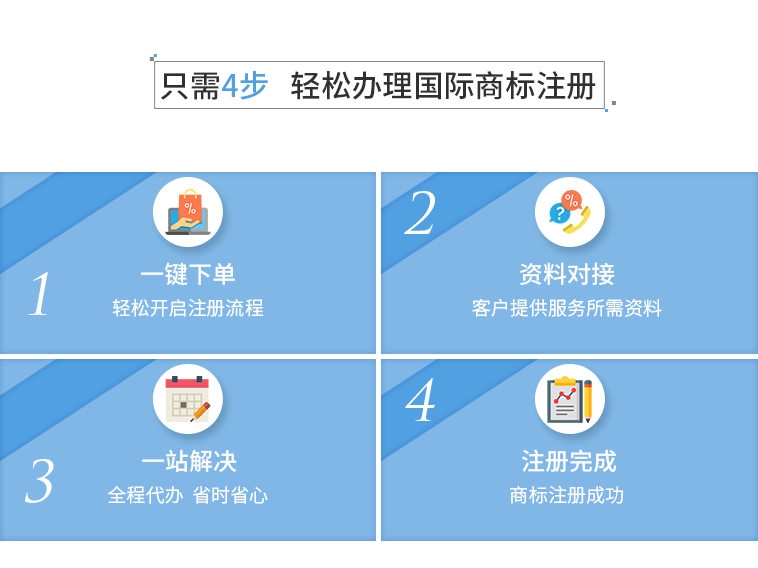 只需4步 轻松办理国际商标注册
1
一键下单
轻松开启注册流程
2
资料对接
客户提供服务所需资料
3
一站解决
全程代办 省时省心
4
注册完成
商标注册成功